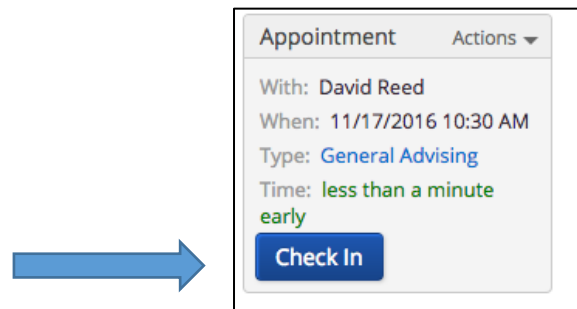 Appointment Actions
With: David Reed
When: 11/17/2016 10:30 AM
Type: General Advising
Time: less than a minute
early
Check In